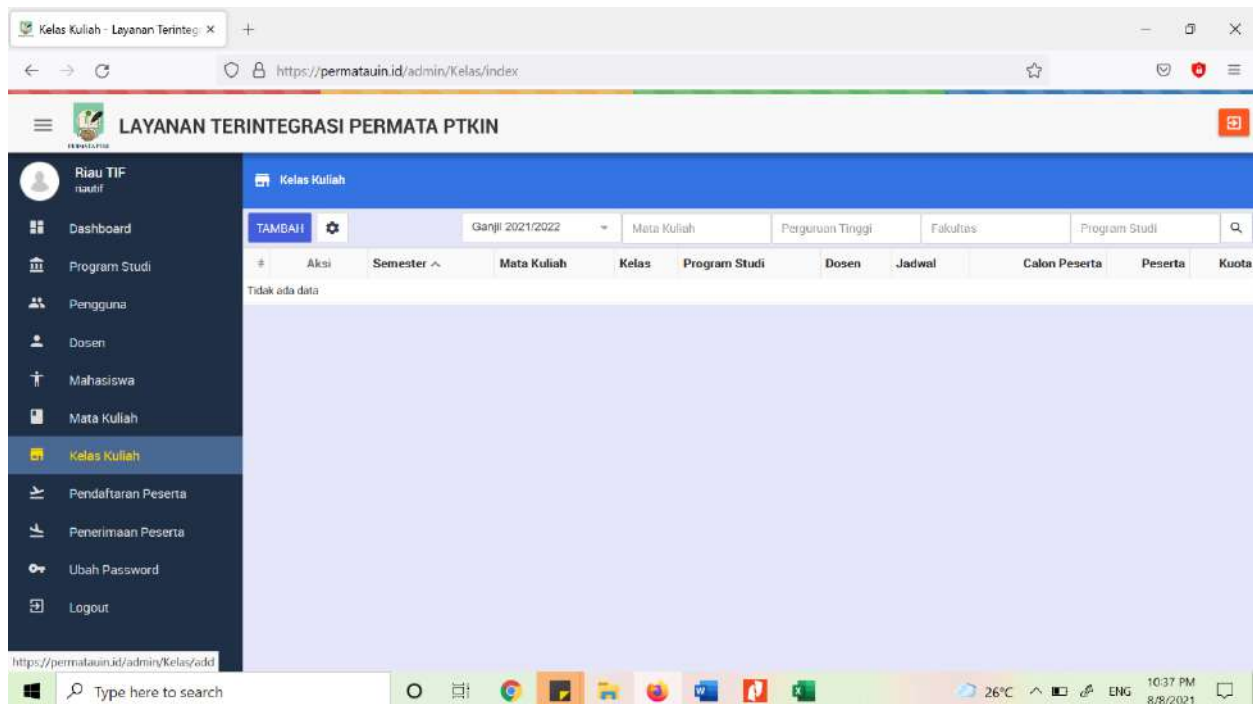 Kelas Kuliah - Layanan Terinteg
https://permatauin.id/admin/Kelas/index
LAYANAN TERINTEGRASI PERMATA PTKIN
Riau TIF
riautif
Kelas Kuliah
Dashboard
Program Studi
Pengguna
Dosen
Mahasiswa
Mata Kuliah
Kelas Kuliah
Pendaftaran Peserta
Penerimaan Peserta
Ubah Password
Logout
TAMBAH Ganjil 2021/2022 Mata Kuliah Perguruan Tinggi Fakultas Program Studi
# Aksi Semester Mata Kuliah Kelas Program Studi Dosen Jadwal Calon Peserta Peserta Kuota
Tidak ada data
https://permatauin.id/admin/Kelas/add
Type here to search 26°C ENG 10:37 PM
8/8/2021